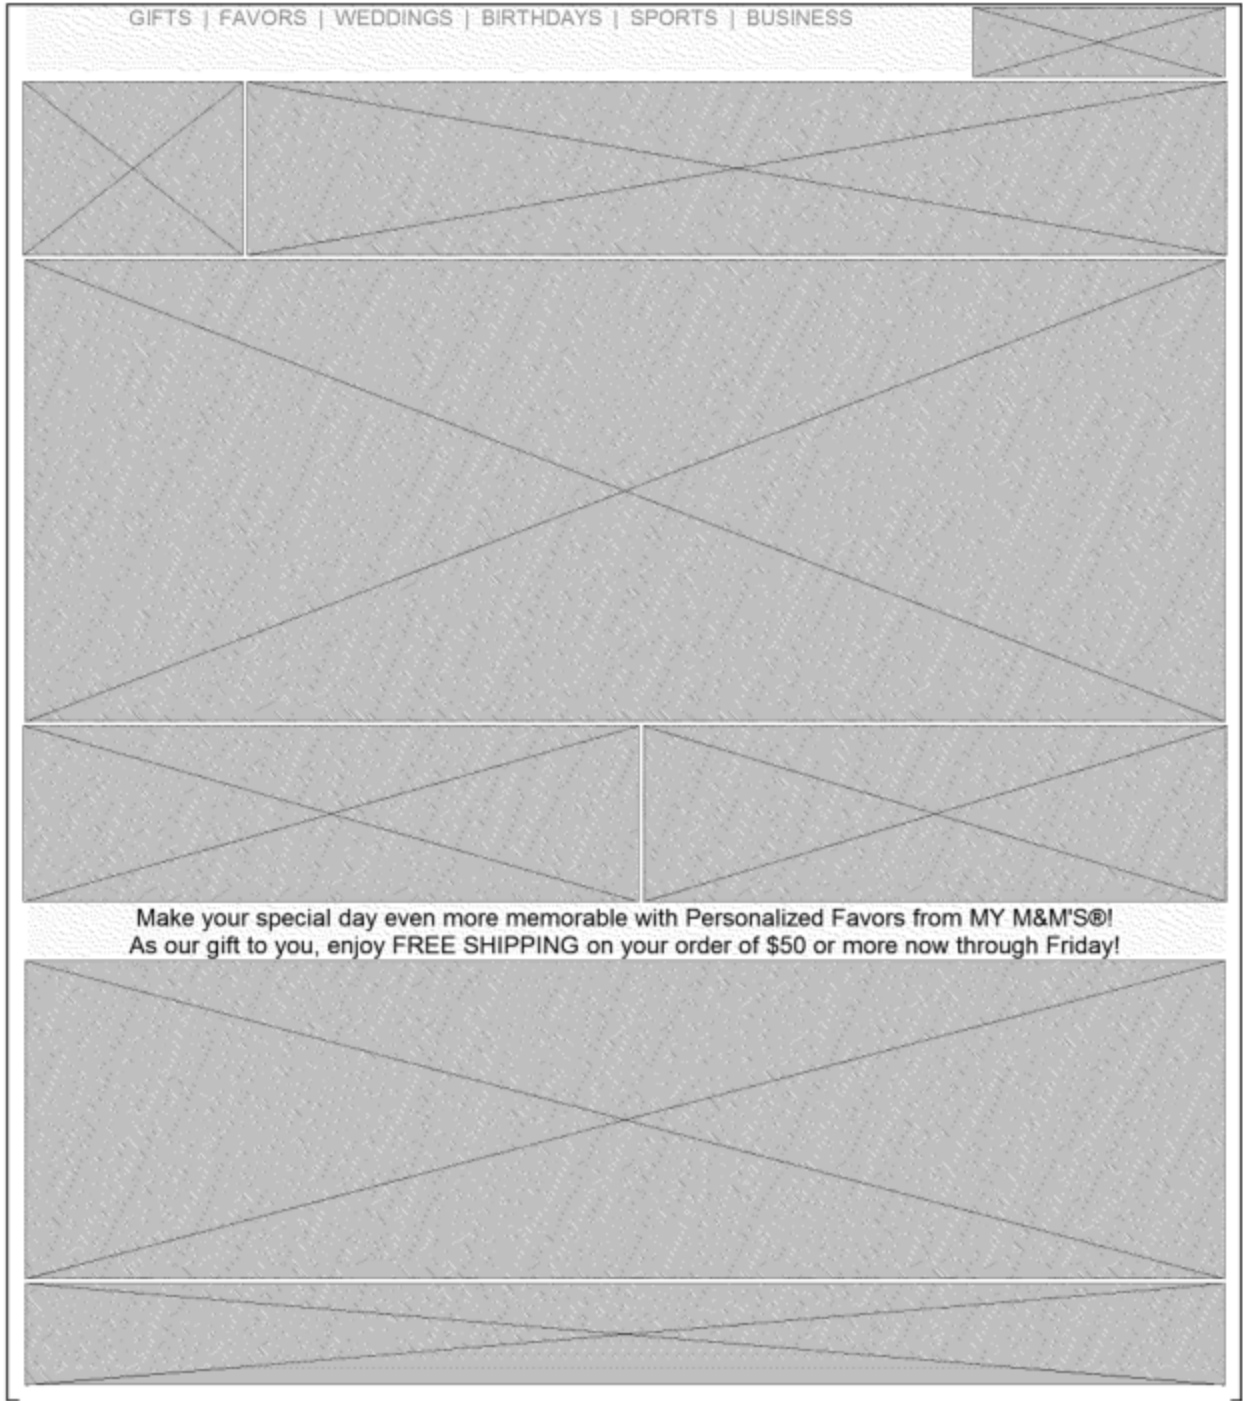 GIFTS | FAVORS | WEDDINGS | BIRTHDAYS | SPORTS | BUSINESS
Make your special day even more memorable with Personalized Favors from MY M&M'S®!
As our gift to you, enjoy FREE SHIPPING on your order of $50 or more now through Friday!